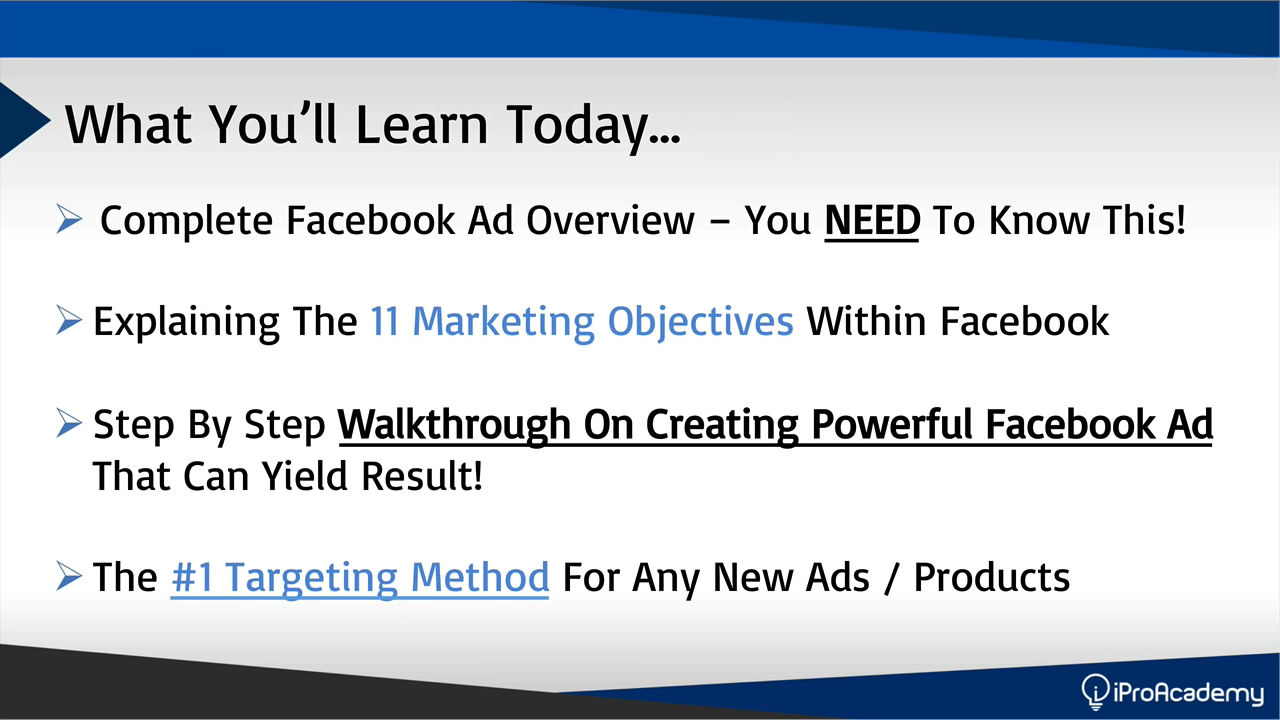 What You’ll Learn Today...
Complete Facebook Ad Overview – You NEED To Know This!
Explaining The 11 Marketing Objectives Within Facebook
Step By Step Walkthrough On Creating Powerful Facebook Ad
That Can Yield Result!
The #1 Targeting Method For Any New Ads / Products
iProAcademy